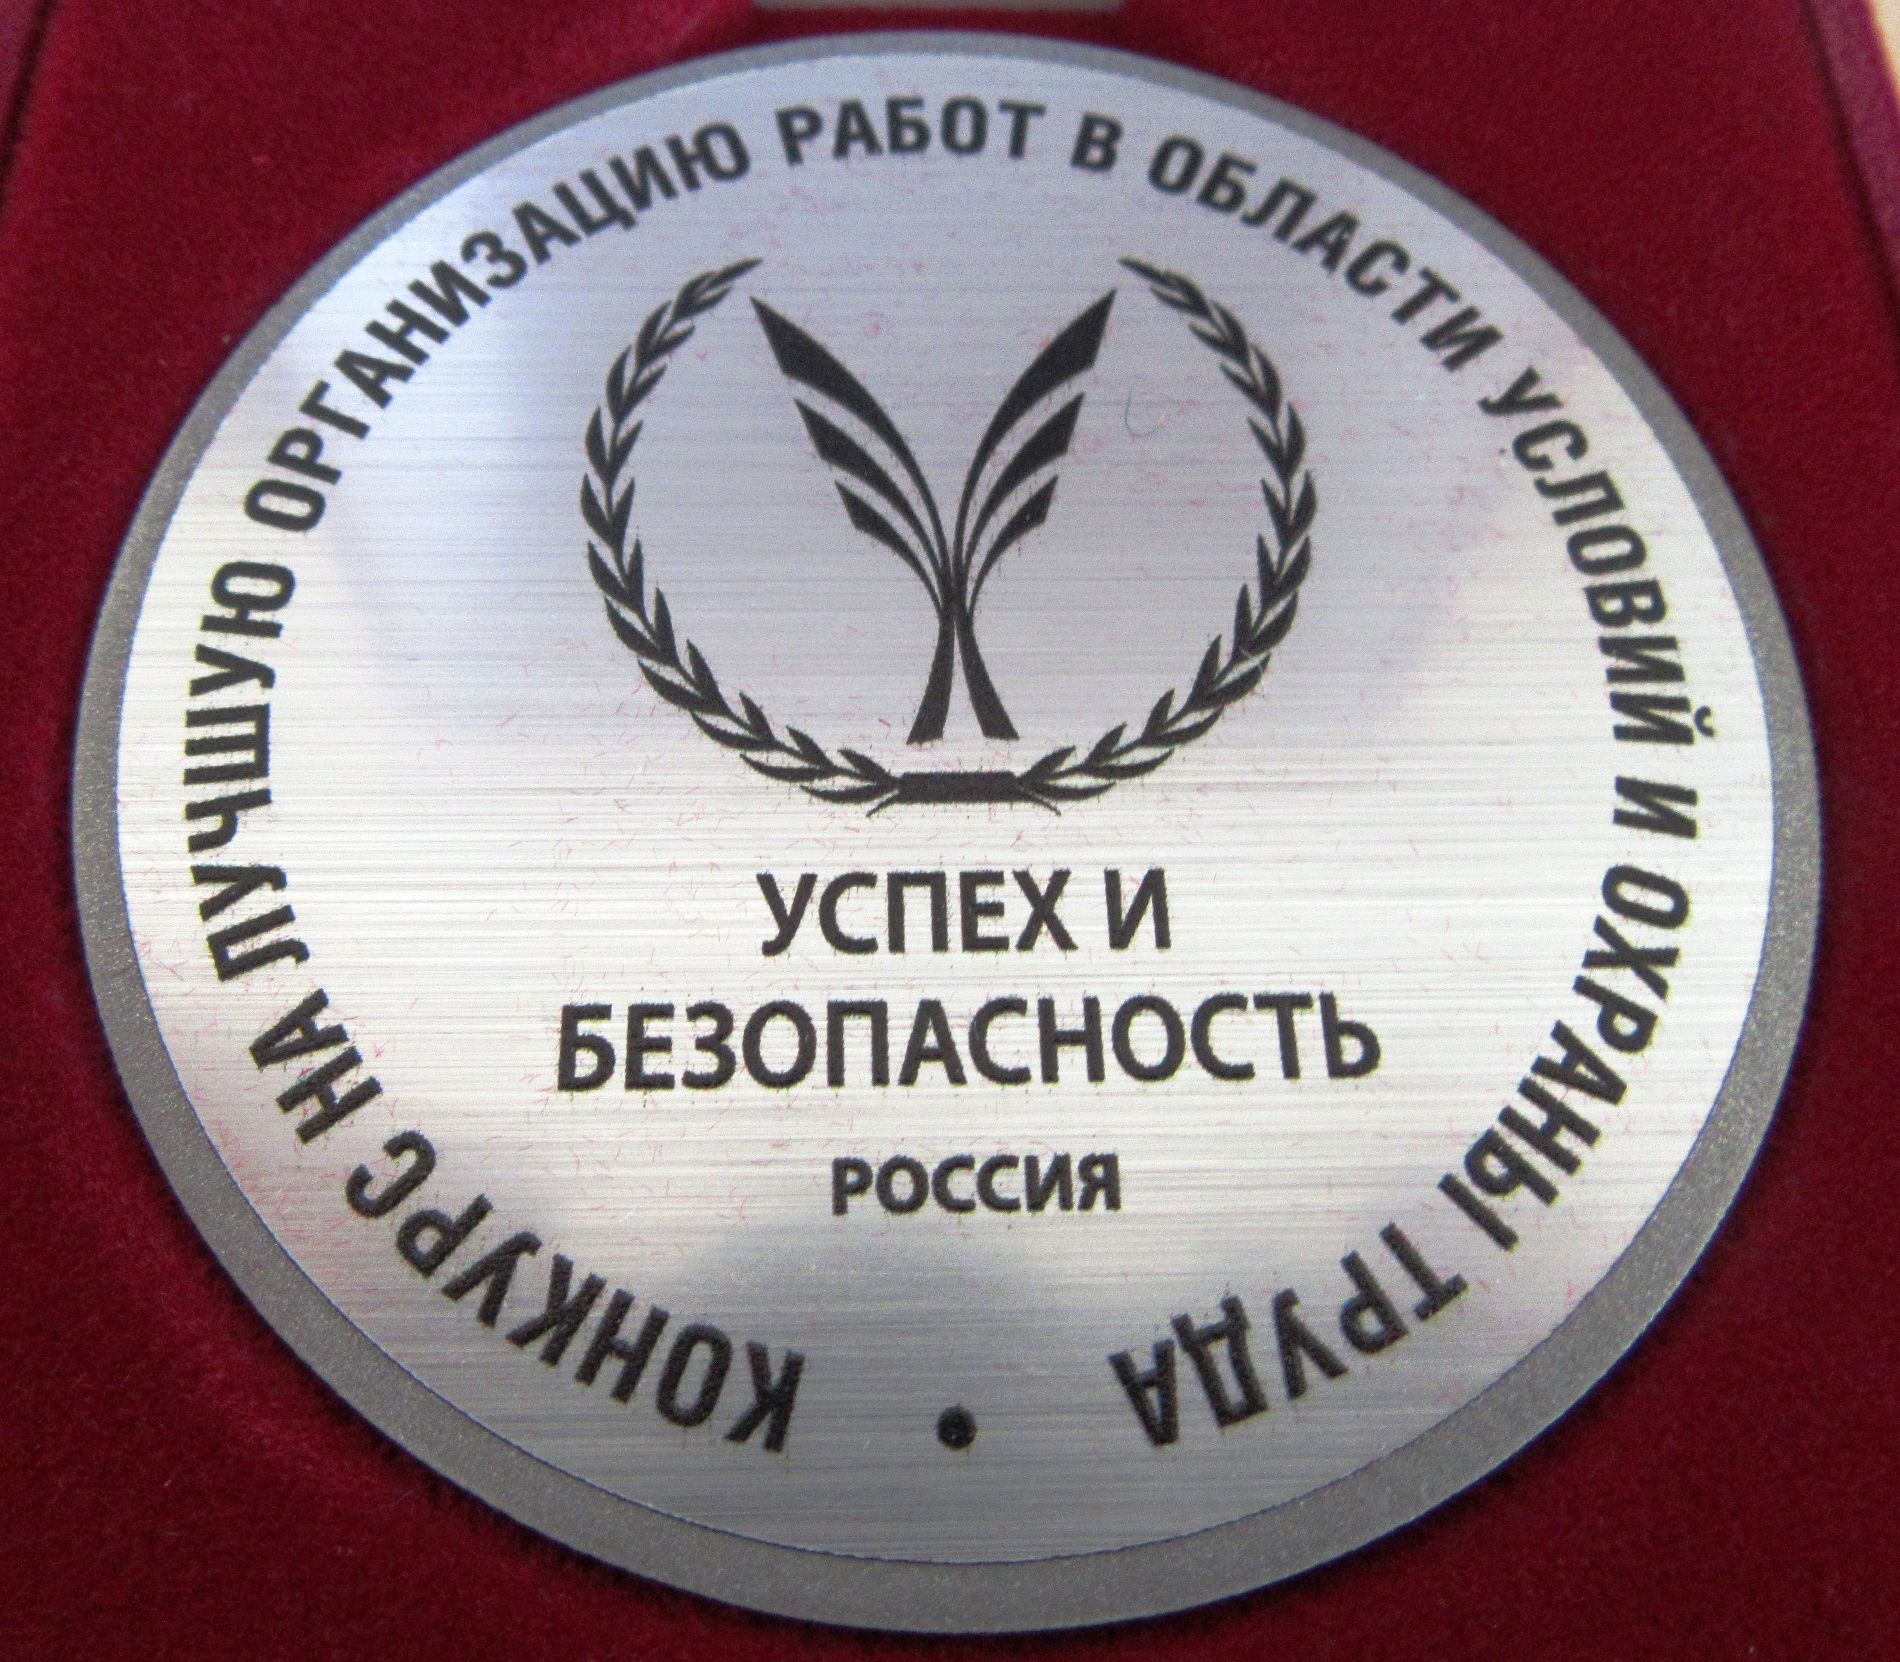 КОНКУРС НА ЛУЧШУЮ ОРГАНИЗАЦИЮ РАБОТ В ОБЛАСТИ УСЛОВИЙ И ОХРАНЫ ТРУДА •
УСПЕХ И
БЕЗОПАСНОСТЬ
РОССИЯ